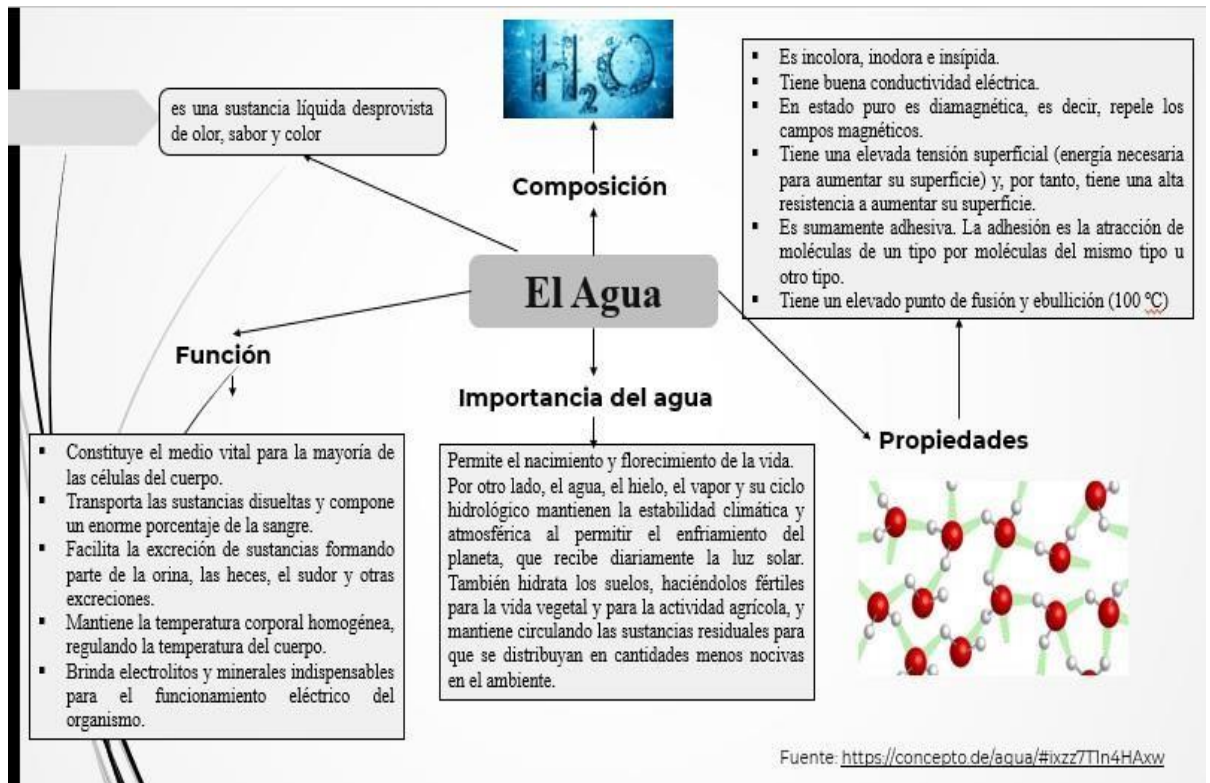 H2O
es una sustancia líquida desprovista
de olor, sabor y color
Composición
▪ Es incolora, inodora e insípida.
▪ Tiene buena conductividad eléctrica.
▪ En estado puro es diamagnética, es decir, repele los
campos magnéticos.
▪ Tiene una elevada tensión superficial (energía necesaria
para aumentar su superficie) y, por tanto, tiene una alta
resistencia a aumentar su superficie.
▪ Es sumamente adhesiva. La adhesión es la atracción de
moléculas de un tipo por moléculas del mismo tipo u
otro tipo.
▪ Tiene un elevado punto de fusión y ebullición (100 °C)
El Agua
Función
Importancia del agua
Propiedades
▪ Constituye el medio vital para la mayoría de
las células del cuerpo.
▪ Transporta las sustancias disueltas y compone
un enorme porcentaje de la sangre.
▪ Facilita la excreción de sustancias formando
parte de la orina, las heces, el sudor y otras
excreciones.
▪ Mantiene la temperatura corporal homogénea,
regulando la temperatura del cuerpo.
▪ Brinda electrolitos y minerales indispensables
para el funcionamiento eléctrico del
organismo.
Permite el nacimiento y florecimiento de la vida.
Por otro lado, el agua, el hielo, el vapor y su ciclo
hidrológico mantienen la estabilidad climática y
atmosférica al permitir el enfriamiento del
planeta, que recibe diariamente la luz solar.
También hidrata los suelos, haciéndolos fértiles
para la vida vegetal y para la actividad agrícola, y
mantiene circulando las sustancias residuales para
que se distribuyan en cantidades menos nocivas
en el ambiente.
Fuente: https://concepto.de/agua/#ixzz7T1n4HAxw